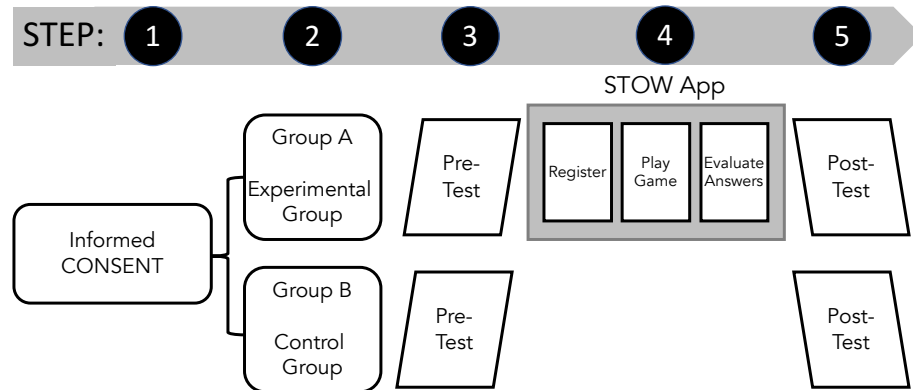 STEP: 1 2 3 4 5
STOW App
Informed
CONSENT
Group A
Experimental
Group
Pre-
Test
Register
Play
Game
Evaluate
Answers
Post-
Test
Group B
Control
Group
Pre-
Test
Post-
Test